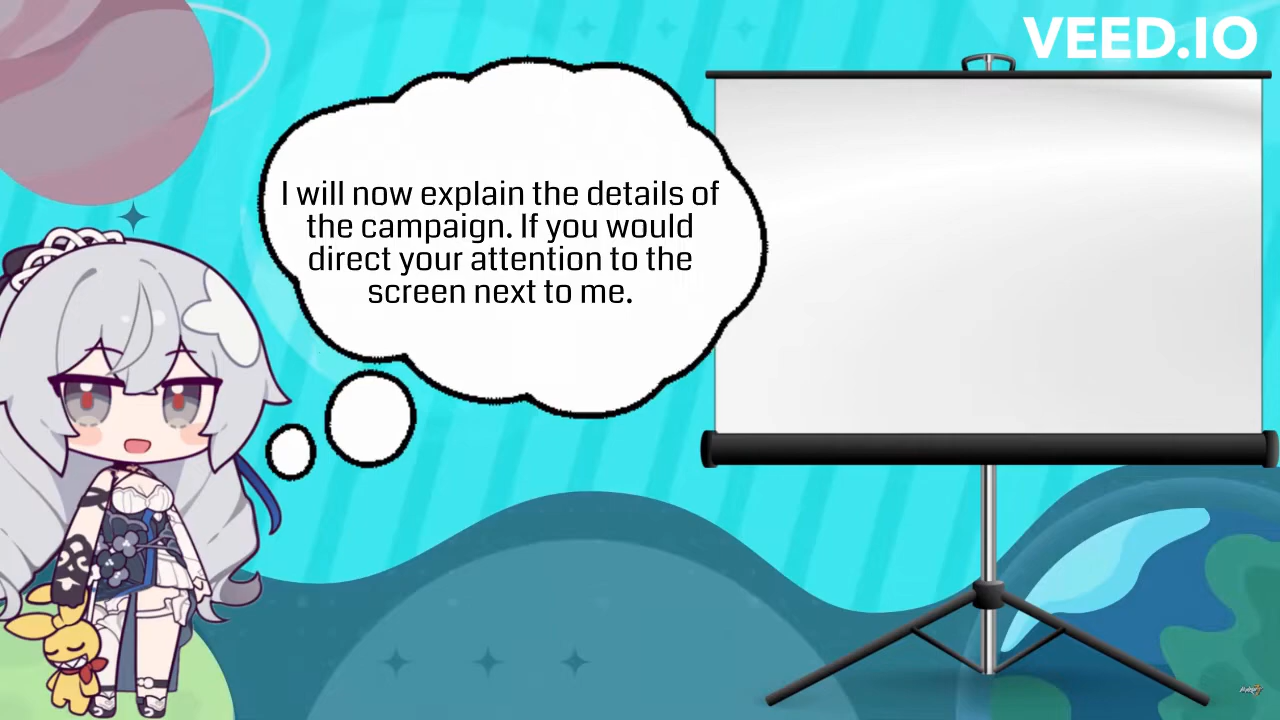 VEED.IO
I will now explain the details of
the campaign. If you would
direct your attention to the
screen next to me.